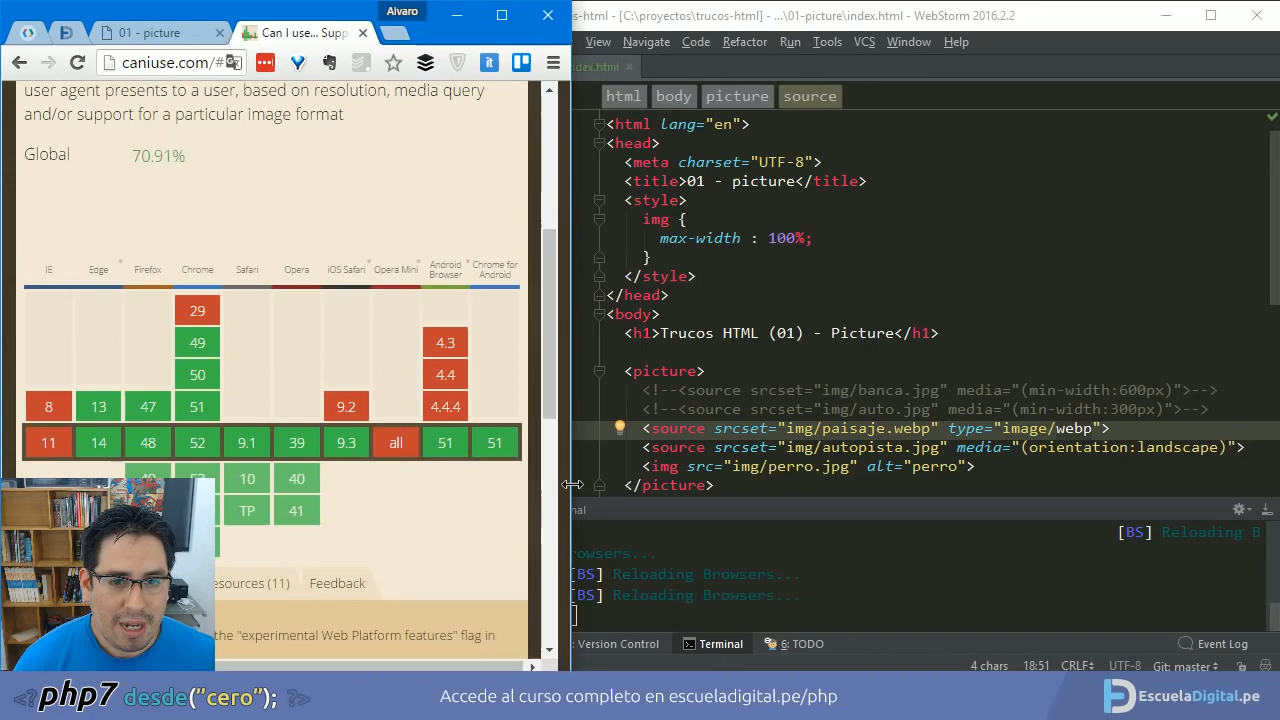 Alvaro
01 - picture
Can I use... Supp
caniuse.com/#
user agent presents to a user, based on resolution, media query
and/or support for a particular image format
Global 70.91%
IE Edge * Firefox Chrome Safari Opera iOS Safari * Opera Mini * Android Browser * Chrome for Android
29
49 4.3
50 4.4
8 13 47 51 9.2 4.4.4
11 14 48 52 9.1 39 9.3 all 51 51
10 40
TP 41
esources (11) Feedback
the "experimental Web Platform features" flag in
s-html - [C:\proyectos\trucos-html] - ...\01-picture\index.html - WebStorm 2016.2.2
View Navigate Code Refactor Run Tools VCS Window Help
dex.html
html body picture source
<html lang="en">
<head>
<meta charset="UTF-8">
<title>01 - picture</title>
<style>
img {
max-width : 100%;
}
</style>
</head>
<body>
<h1>Trucos HTML (01) - Picture</h1>
<picture>
<!--<source srcset="img/banca.jpg" media="(min-width:600px)">-->
<!--<source srcset="img/auto.jpg" media="(min-width:300px)">-->
<source srcset="img/paisaje.webp" type="image/webp">
<source srcset="img/autopista.jpg" media="(orientation:landscape)">
<img src="img/perro.jpg" alt="perro">
</picture>
nal
[BS] Reloading B
rowsers...
[BS] Reloading Browsers...
[BS] Reloading Browsers...
: Version Control Terminal 6: TODO Event Log
4 chars 18:51 CRLF÷ UTF-8 Git: master÷
<?php7 desde("cero"); ?>
Accede al curso completo en escueladigital.pe/php
EscuelaDigital.pe